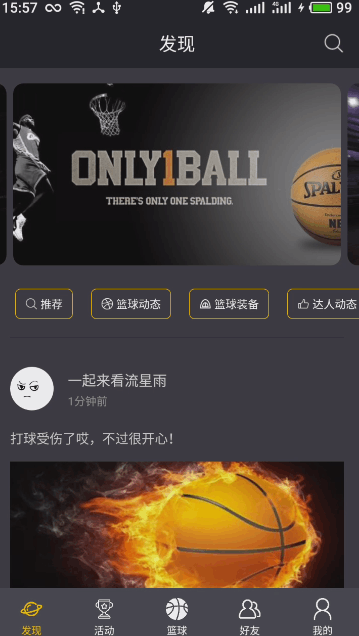 15:57 99
发现
ONLY1BALL
THERE'S ONLY ONE SPALDING.
SPAL
NB
推荐 篮球动态 篮球装备 达人动态
一起来看流星雨
1分钟前
打球受伤了哎，不过很开心！
发现 活动 篮球 好友 我的